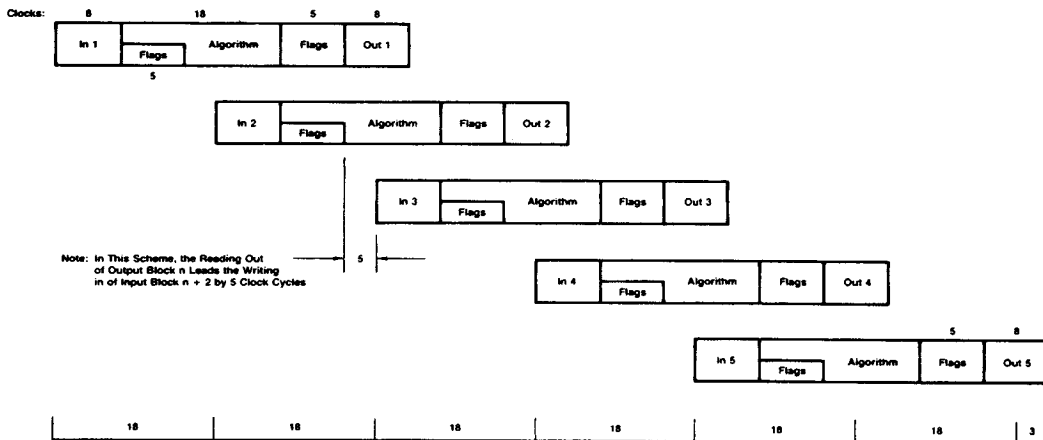 Clocks: 8 18 5 8
In 1 Algorithm Flags Out 1
Flags
5
In 2 Algorithm Flags Out 2
Flags
In 3 Algorithm Flags Out 3
Flags
Note: In This Scheme, the Reading Out
of Output Block n Leads the Writing
in of Input Block n + 2 by 5 Clock Cycles
5
In 4 Algorithm Flags Out 4
Flags
5 8
In 5 Algorithm Flags Out 5
Flags
18 18 18 18 18 18 3